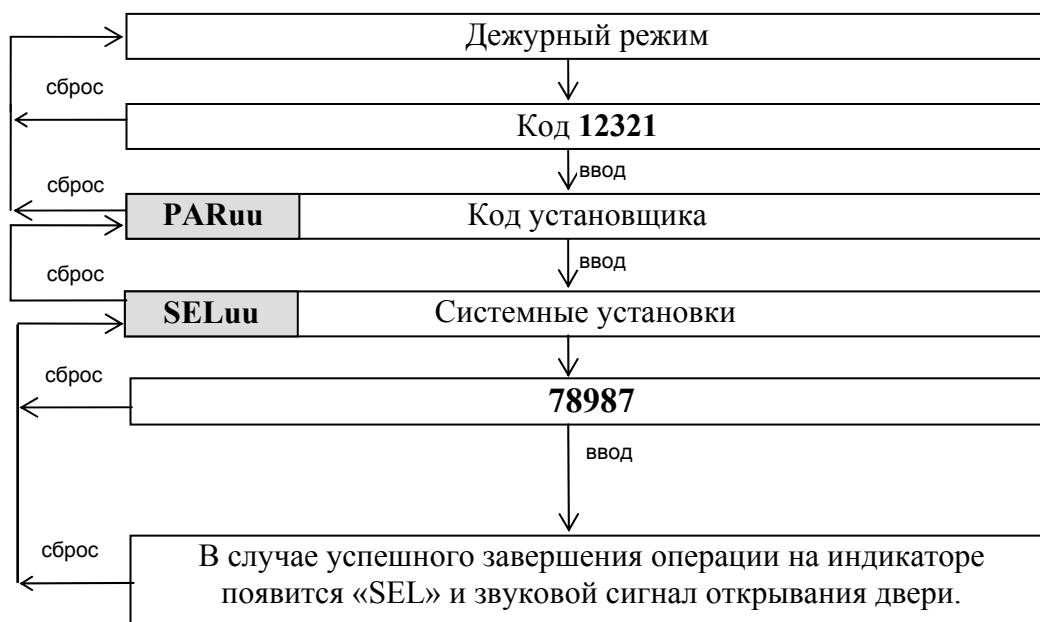 Дежурный режим
сброс
Код 12321
ввод
сброс
PARuu Код установщика
ввод
сброс
SELuu Системные установки
сброс
78987
ввод
сброс
В случае успешного завершения операции на индикаторе
появится «SEL» и звуковой сигнал открывания двери.